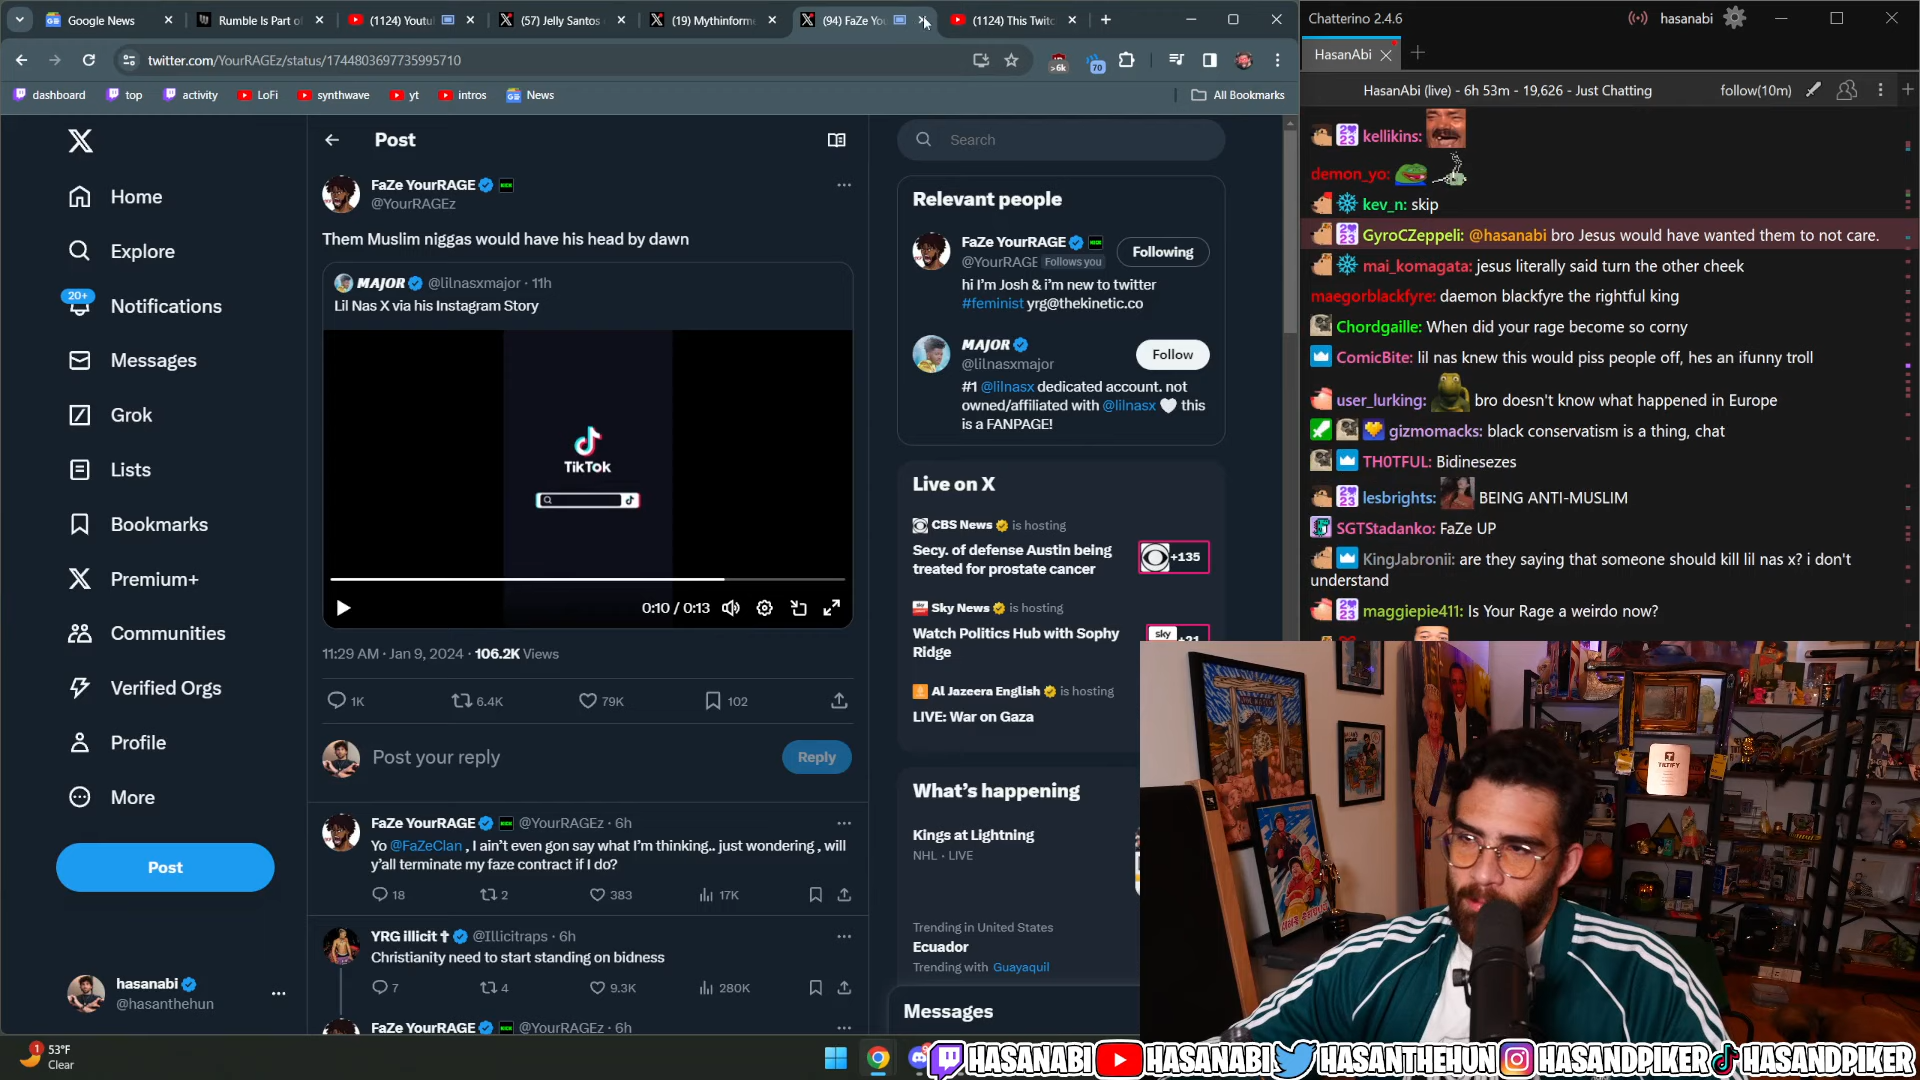 Google News
Rumble Is Part o
(1124) Youtu
(57) Jelly Santos
(19) Mythinform
(94) FaZe Yo
(1124) This Twitc
twitter.com/YourRAGEz/status/1744803697735995710
>6k
70
dashboard
top
activity
LoFi
synthwave
yt
intros
News
All Bookmarks
Home
Explore
20+
Notifications
Messages
Grok
Lists
Bookmarks
Premium+
Communities
Verified Orgs
Profile
More
Post
hasanabi
@hasanthehun
Post
FaZe YourRAGE
@YourRAGEz
Them Muslim niggas would have his head by dawn
MAJOR @lilnasxmajor · 11h
Lil Nas X via his Instagram Story
TikTok
0:10 / 0:13
11:29 AM · Jan 9, 2024 · 106.2K Views
1K 6.4K 79K 102
Post your reply
Reply
FaZe YourRAGE @YourRAGEz · 6h
Yo @FaZeClan , I ain't even gon say what I'm thinking.. just wondering , will
y'all terminate my faze contract if I do?
18 2 383 17K
YRG illicit ✝ @Illicitraps · 6h
Christianity need to start standing on bidness
7 4 9.3K 280K
FaZe YourRAGE @YourRAGEz · 6h
Search
Relevant people
FaZe YourRAGE
@YourRAGE Follows you
Following
hi I'm Josh & i'm new to twitter
#feminist yrg@thekinetic.co
MAJOR
@lilnasxmajor
Follow
#1 @lilnasx dedicated account. not
owned/affiliated with @lilnasx 🤍 this
is a FANPAGE!
Live on X
CBS News is hosting
Secy. of defense Austin being
treated for prostate cancer
+135
Sky News is hosting
Watch Politics Hub with Sophy
Ridge
sky +21
Al Jazeera English is hosting
LIVE: War on Gaza
What's happening
Kings at Lightning
NHL · LIVE
Trending in United States
Ecuador
Trending with Guayaquil
Messages
Chatterino 2.4.6
hasanabi
HasanAbi
HasanAbi (live) - 6h 53m - 19,626 - Just Chatting
follow(10m)
kellikins:
demon_yo:
kev_n: skip
GyroCZeppeli: @hasanabi bro Jesus would have wanted them to not care.
mai_komagata: jesus literally said turn the other cheek
maegorblackfyre: daemon blackfyre the rightful king
Chordgaille: When did your rage become so corny
ComicBite: lil nas knew this would piss people off, hes an ifunny troll
user_lurking: bro doesn't know what happened in Europe
gizmomacks: black conservatism is a thing, chat
TH0TFUL: Bidinesezes
lesbrights: BEING ANTI-MUSLIM
SGTStadanko: FaZe UP
KingJabronii: are they saying that someone should kill lil nas x? i don't
understand
maggiepie411: Is Your Rage a weirdo now?
TILTIFY
1
53°F
Clear
HASANABI HASANABI HASANTHEHUN HASANDPIKER HASANDPIKER